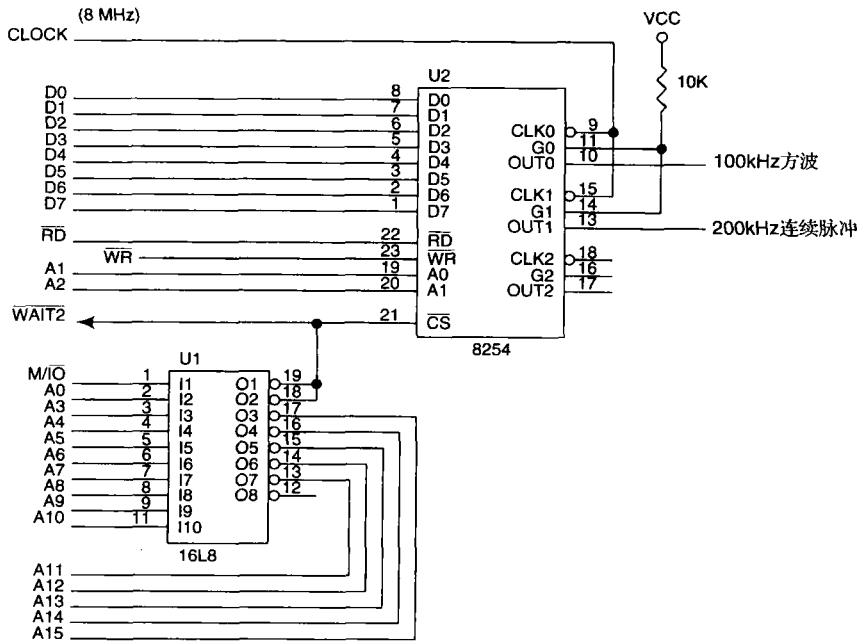 (8 MHz)
CLOCK
VCC
10K
U2
D0 8 D0
D1 7 D1
D2 6 D2
D3 5 D3
D4 4 D4
D5 3 D5
D6 2 D6
D7 1 D7
RD 22 RD
WR 23 WR
A1 19 A0
A2 20 A1
WAIT2 21 CS
CLK0 9
G0 11
OUT0 10 100kHz方波
CLK1 15
G1 14
OUT1 13 200kHz连续脉冲
CLK2 18
G2 16
OUT2 17
8254
U1
M/IO 1 I1 O1 19
A0 2 I2 O2 18
A3 3 I3 O3 17
A4 4 I4 O4 16
A5 5 I5 O5 15
A6 6 I6 O6 14
A7 7 I7 O7 13
A8 8 I8 O8 12
A9 9 I9
A10 11 I10
16L8
A11
A12
A13
A14
A15